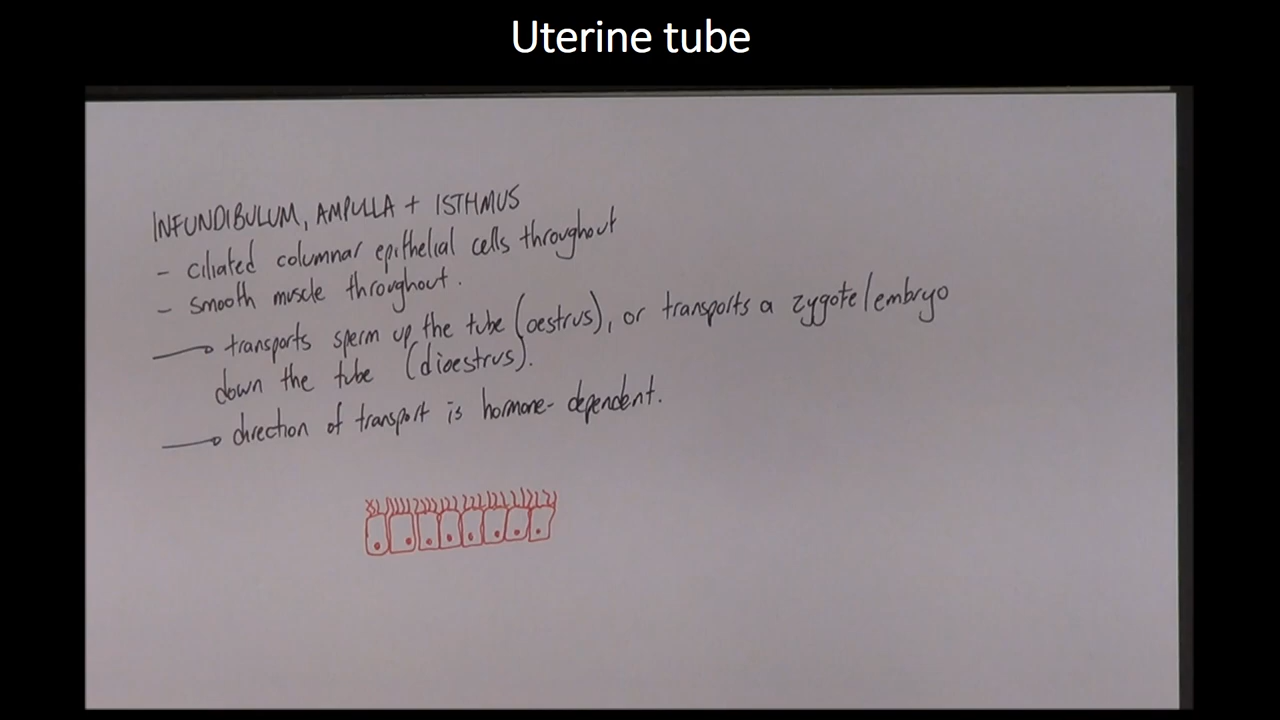 Uterine tube
INFUNDIBULUM, AMPULLA + ISTHMUS
- ciliated columnar epithelial cells throughout
- smooth muscle throughout.
→ transports sperm up the tube (oestrus), or transports a zygote/embryo
down the tube (dioestrus).
→ direction of transport is hormone-dependent.